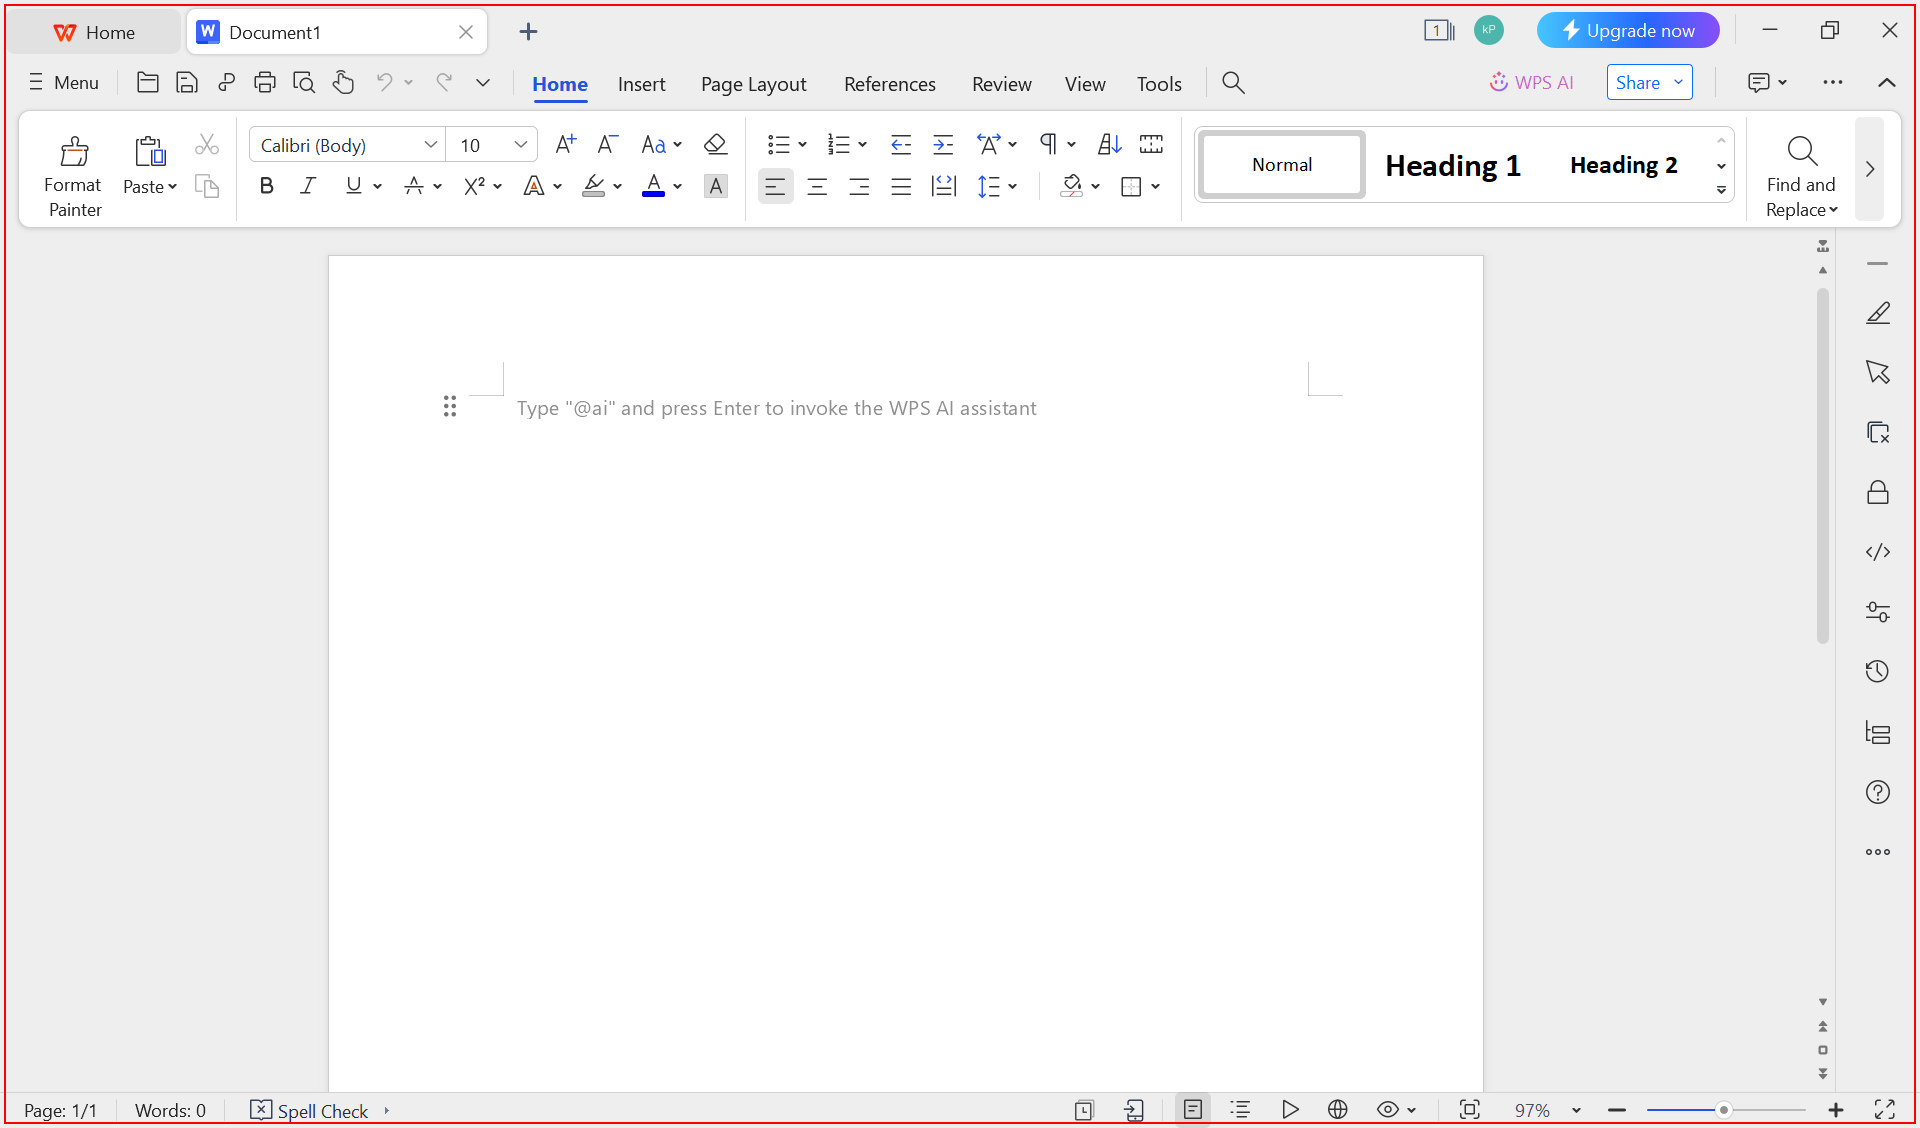 Home
Document1
1
kP
Upgrade now
Menu
Home
Insert
Page Layout
References
Review
View
Tools
WPS AI
Share
Format
Painter
Paste
Calibri (Body)
10
Normal
Heading 1
Heading 2
Find and
Replace
Type "@ai" and press Enter to invoke the WPS AI assistant
Page: 1/1
Words: 0
Spell Check
97%